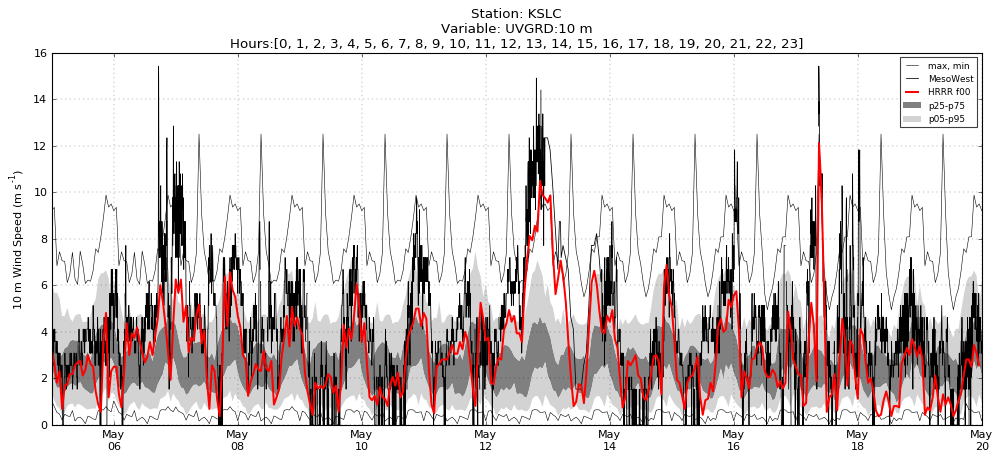 Station: KSLC
Variable: UVGRD:10 m
Hours:[0, 1, 2, 3, 4, 5, 6, 7, 8, 9, 10, 11, 12, 13, 14, 15, 16, 17, 18, 19, 20, 21, 22, 23]
10 m Wind Speed (m s⁻¹)
16
14
12
10
8
6
4
2
0
max, min
MesoWest
HRRR f00
p25-p75
p05-p95
May
06
May
08
May
10
May
12
May
14
May
16
May
18
May
20